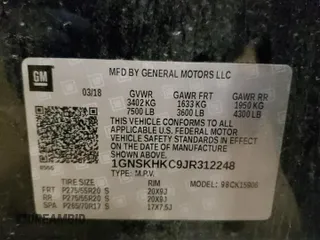 GM
MFD BY GENERAL MOTORS LLC
03/18
GVWR GAWR FRT GAWR RR
3402 KG 1633 KG 1950 KG
7500 LB 3600 LB 4300 LB
THIS VEHICLE CONFORMS TO ALL
APPLICABLE U.S. FEDERAL MOTOR
VEHICLE SAFETY
STANDARDS IN EFFECT ON THE DATE OF
MANUFACTURE SHOWN ABOVE.
1GNSKHKC9JR312248
TYPE: M.P.V. MODEL:
TIRE SIZE RIM
FRT P275/55R20 S 20X9J
RR P275/55R20 S 20X9J
SPA P265/70R17 S 17X7.5J